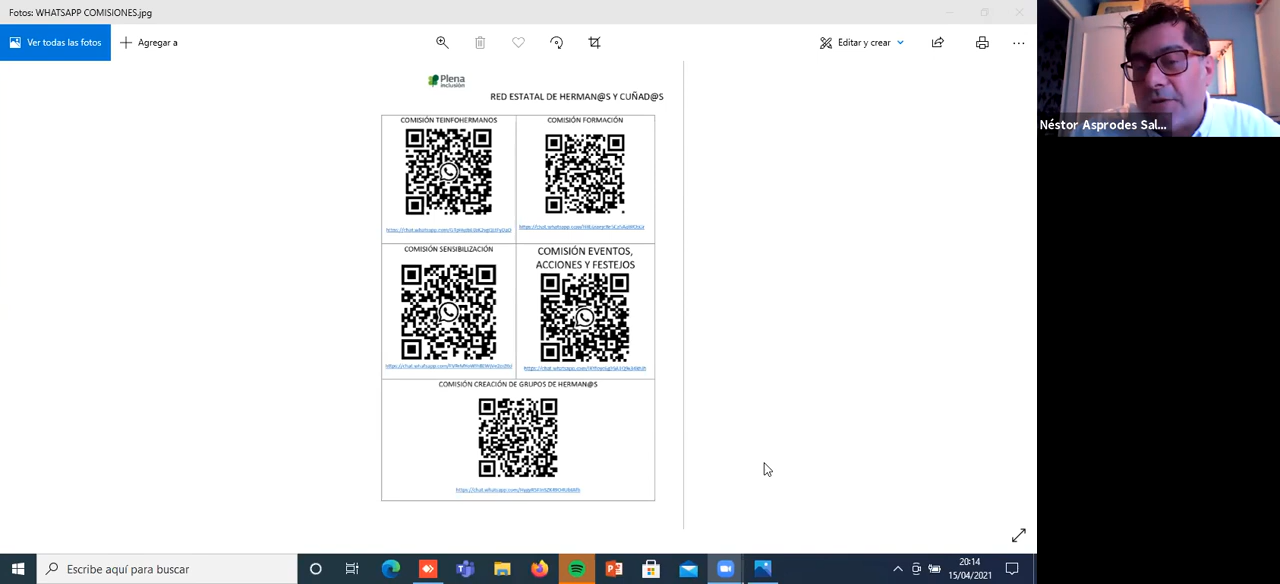 Fotos: WHATSAPP COMISIONES.jpg
Ver todas las fotos
Agregar a
Editar y crear
Plena
inclusión
RED ESTATAL DE HERMAN@S Y CUÑAD@S
COMISIÓN TEINFOHERMANOS
COMISIÓN FORMACIÓN
COMISIÓN SENSIBILIZACIÓN
COMISIÓN EVENTOS,
ACCIONES Y FESTEJOS
COMISIÓN CREACIÓN DE GRUPOS DE HERMAN@S
Néstor Asprodes Sal...
Escribe aquí para buscar
20:14
15/04/2021